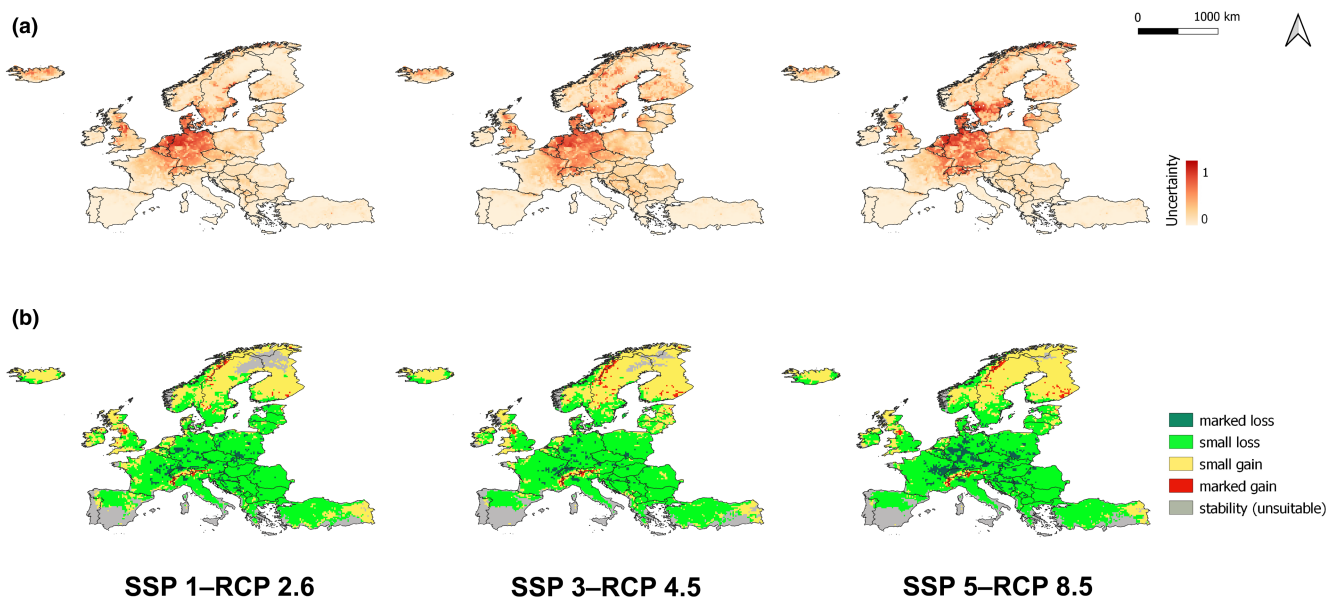 (a)
0 1000 km
Uncertainty
1
0
(b)
marked loss
small loss
small gain
marked gain
stability (unsuitable)
SSP 1–RCP 2.6
SSP 3–RCP 4.5
SSP 5–RCP 8.5